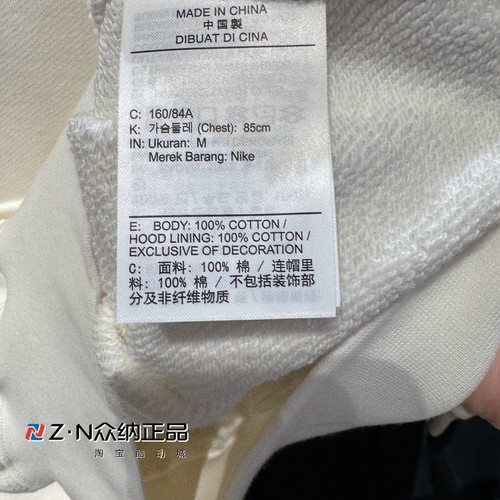 MADE IN CHINA
中国製
DIBUAT DI CINA
C: 160/84A
K: 가슴둘레 (Chest): 85cm
IN: Ukuran: M
Merek Barang: Nike
E: BODY: 100% COTTON /
HOOD LINING: 100% COTTON /
EXCLUSIVE OF DECORATION
C: 面料: 100% 棉 / 连帽里
料: 100% 棉 / 不包括装饰部
分及非纤维物质
Z·N众纳正品
淘宝酷动城